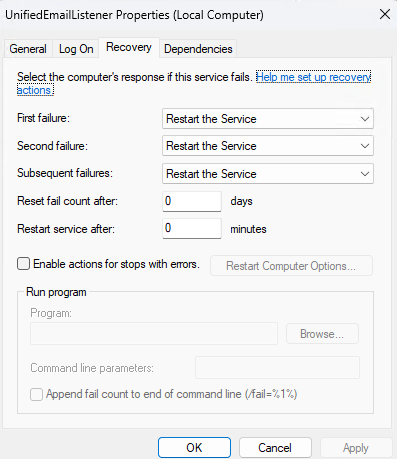 UnifiedEmailListener Properties (Local Computer)
General Log On Recovery Dependencies
Select the computer's response if this service fails. Help me set up recovery
actions.
First failure: Restart the Service
Second failure: Restart the Service
Subsequent failures: Restart the Service
Reset fail count after: 0 days
Restart service after: 0 minutes
Enable actions for stops with errors. Restart Computer Options...
Run program
Program:
Browse...
Command line parameters:
Append fail count to end of command line (/fail=%1%)
OK Cancel Apply